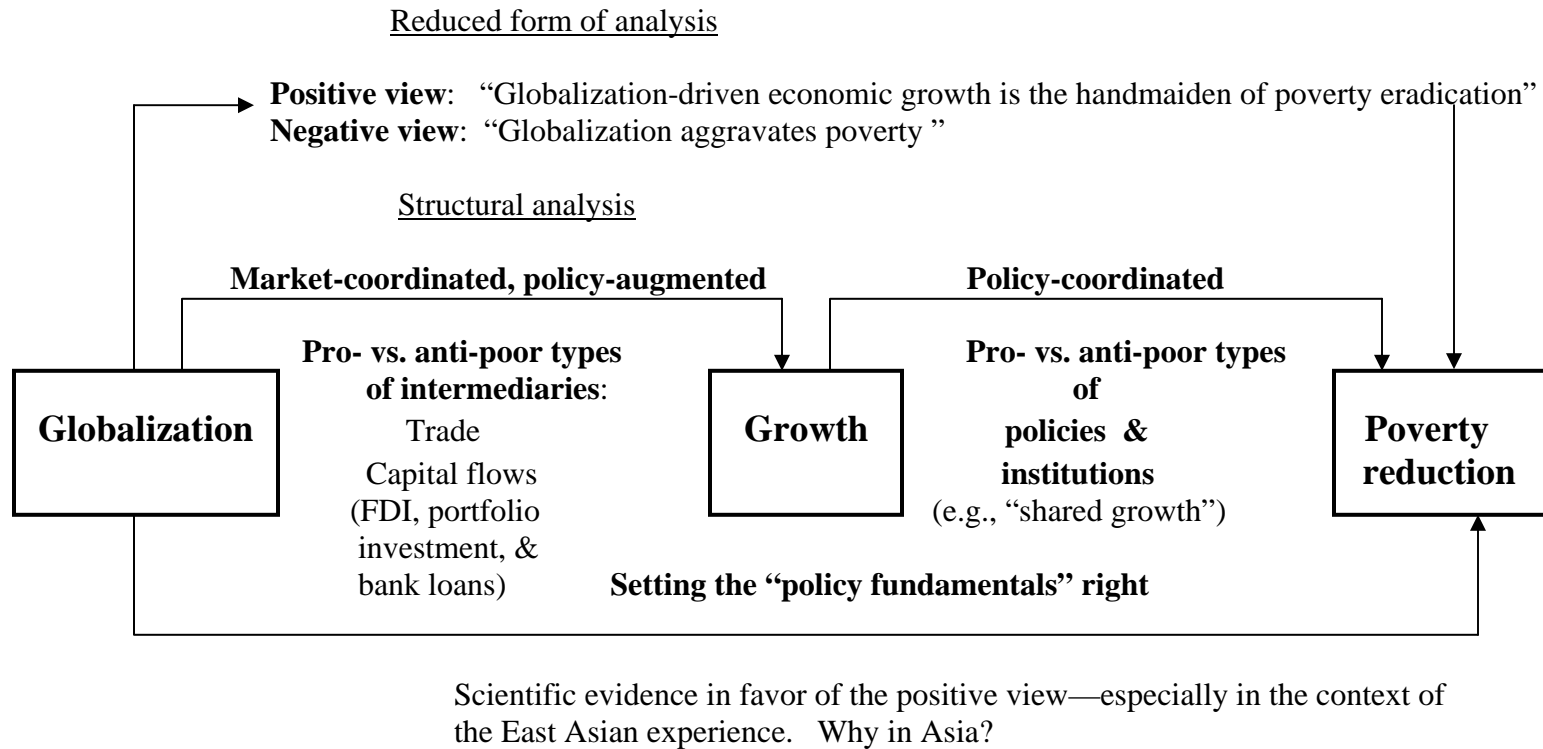 Reduced form of analysis
Positive view: “Globalization-driven economic growth is the handmaiden of poverty eradication”
Negative view: “Globalization aggravates poverty ”
Structural analysis
Market-coordinated, policy-augmented
Policy-coordinated
Globalization
Pro- vs. anti-poor types
of intermediaries:
Trade
Capital flows
(FDI, portfolio
investment, &
bank loans)
Growth
Pro- vs. anti-poor types
of
policies &
institutions
(e.g., “shared growth”)
Poverty
reduction
Setting the “policy fundamentals” right
Scientific evidence in favor of the positive view—especially in the context of
the East Asian experience. Why in Asia?